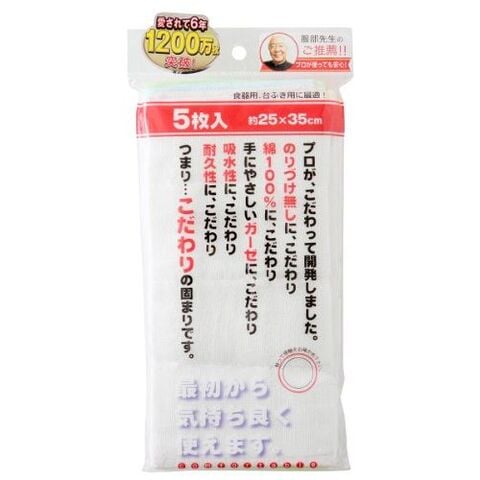 愛されて6年
1200万枚
突破!
服部先生の
ご推薦!!
プロが使っても安心!
食器用、台ふき用に最適!
5枚入 約25×35cm
プロが、こだわって開発しました。
のりづけ無しに、こだわり
綿100%に、こだわり
手にやさしいガーゼに、こだわり
吸水性に、こだわり
耐久性に、こだわり
つまり…こだわりの固まりです。
最初から
気持ち良く
使えます。
comfortable